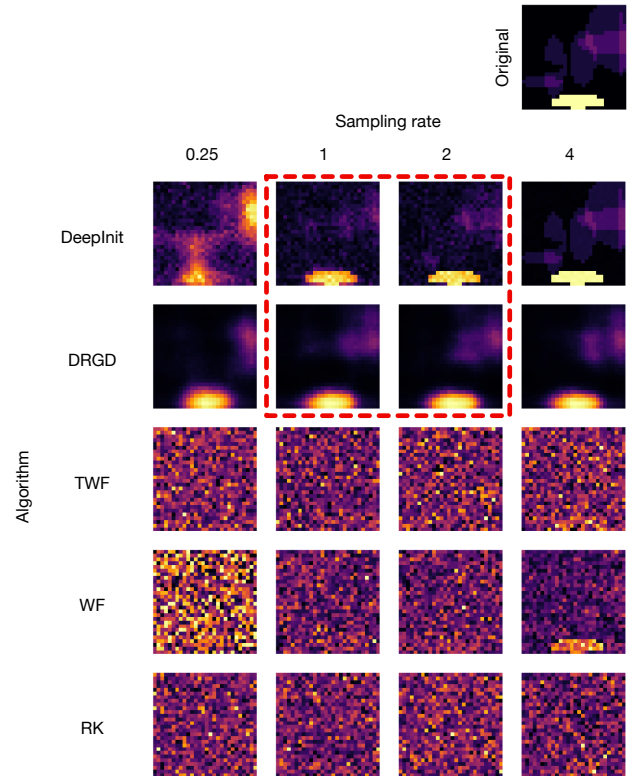 Original
Sampling rate
0.25 1 2 4
DeepInit
DRGD
Algorithm
TWF
WF
RK